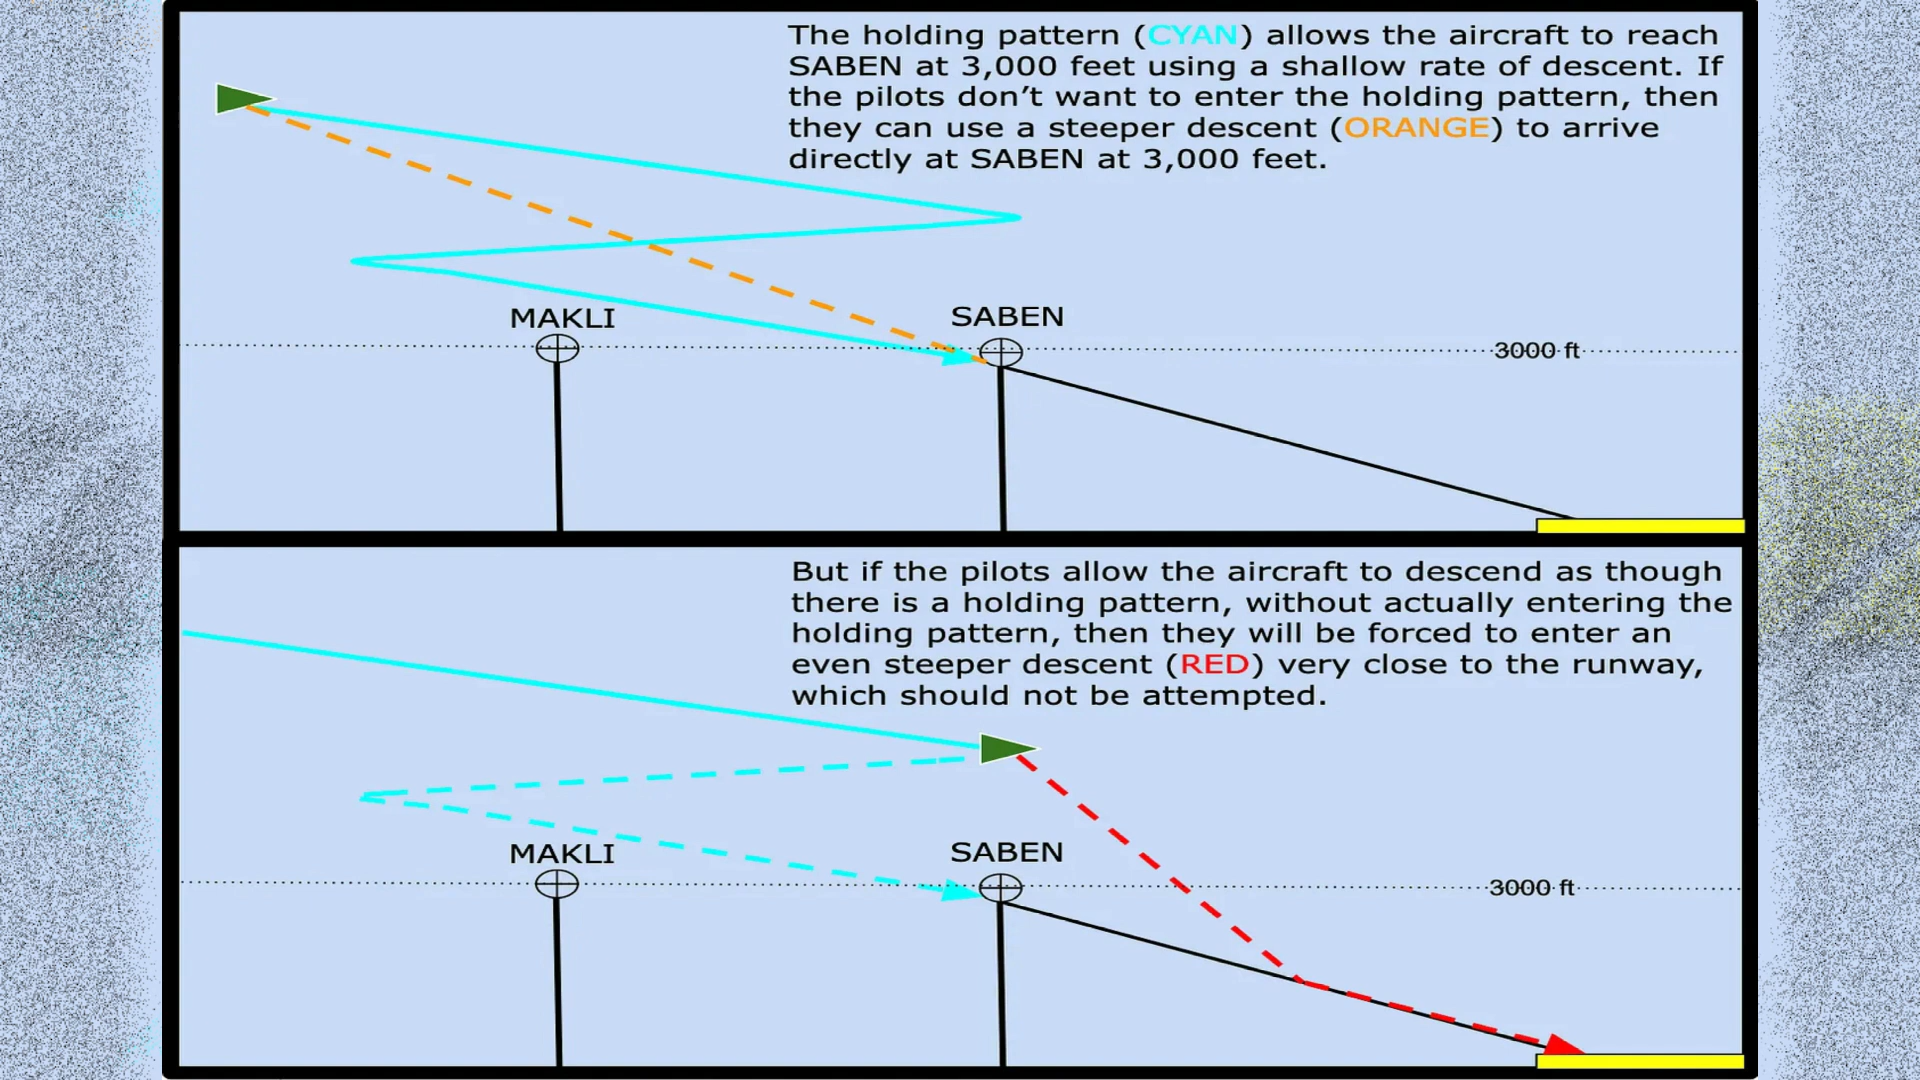 The holding pattern (CYAN) allows the aircraft to reach
SABEN at 3,000 feet using a shallow rate of descent. If
the pilots don’t want to enter the holding pattern, then
they can use a steeper descent (ORANGE) to arrive
directly at SABEN at 3,000 feet.
MAKLI
SABEN
3000 ft
But if the pilots allow the aircraft to descend as though
there is a holding pattern, without actually entering the
holding pattern, then they will be forced to enter an
even steeper descent (RED) very close to the runway,
which should not be attempted.
MAKLI
SABEN
3000 ft